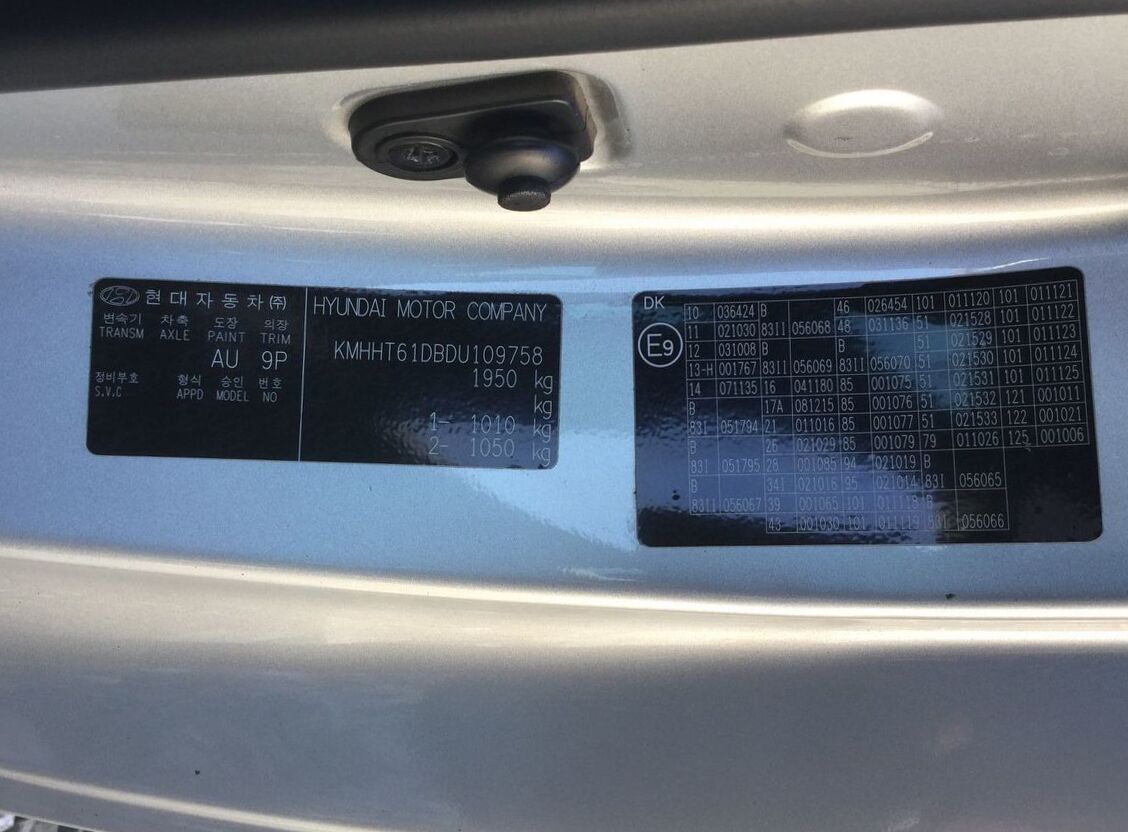 현대자동차㈜
변속기 차축 도장 의장
TRANSM AXLE PAINT TRIM
AU 9P
정비부호 형식 승인 번호
S.V.C APPD MODEL NO
HYUNDAI MOTOR COMPANY
KMHHT61DBDU109758
1950 kg
kg
1- 1010 kg
2- 1050 kg
DK
E9
10 036424 B 46 026454 101 011120 101 011121
11 021030 83II 056068 48 031136 51 021528 101 011122
12 031008 B B 51 021529 101 011123
13-H 001767 83II 056069 83II 056070 51 021530 101 011124
14 071135 16 041180 85 001075 51 021531 101 011125
B 17A 081215 85 001076 51 021532 121 001011
83I 051794 21 011016 85 001077 51 021533 122 001021
B 26 021029 85 001079 79 011026 125 001006
83I 051795 28 001085 94 021019 B
B 34I 021016 95 021014 83I 056065
83II 056067 39 001065 101 011118 B
43 001030 101 011119 83I 056066